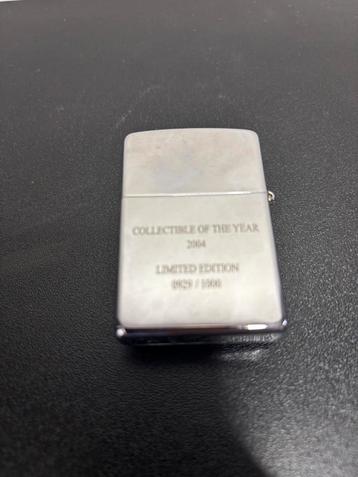 COLLECTIBLE OF THE YEAR
2004
LIMITED EDITION
0929 / 1000